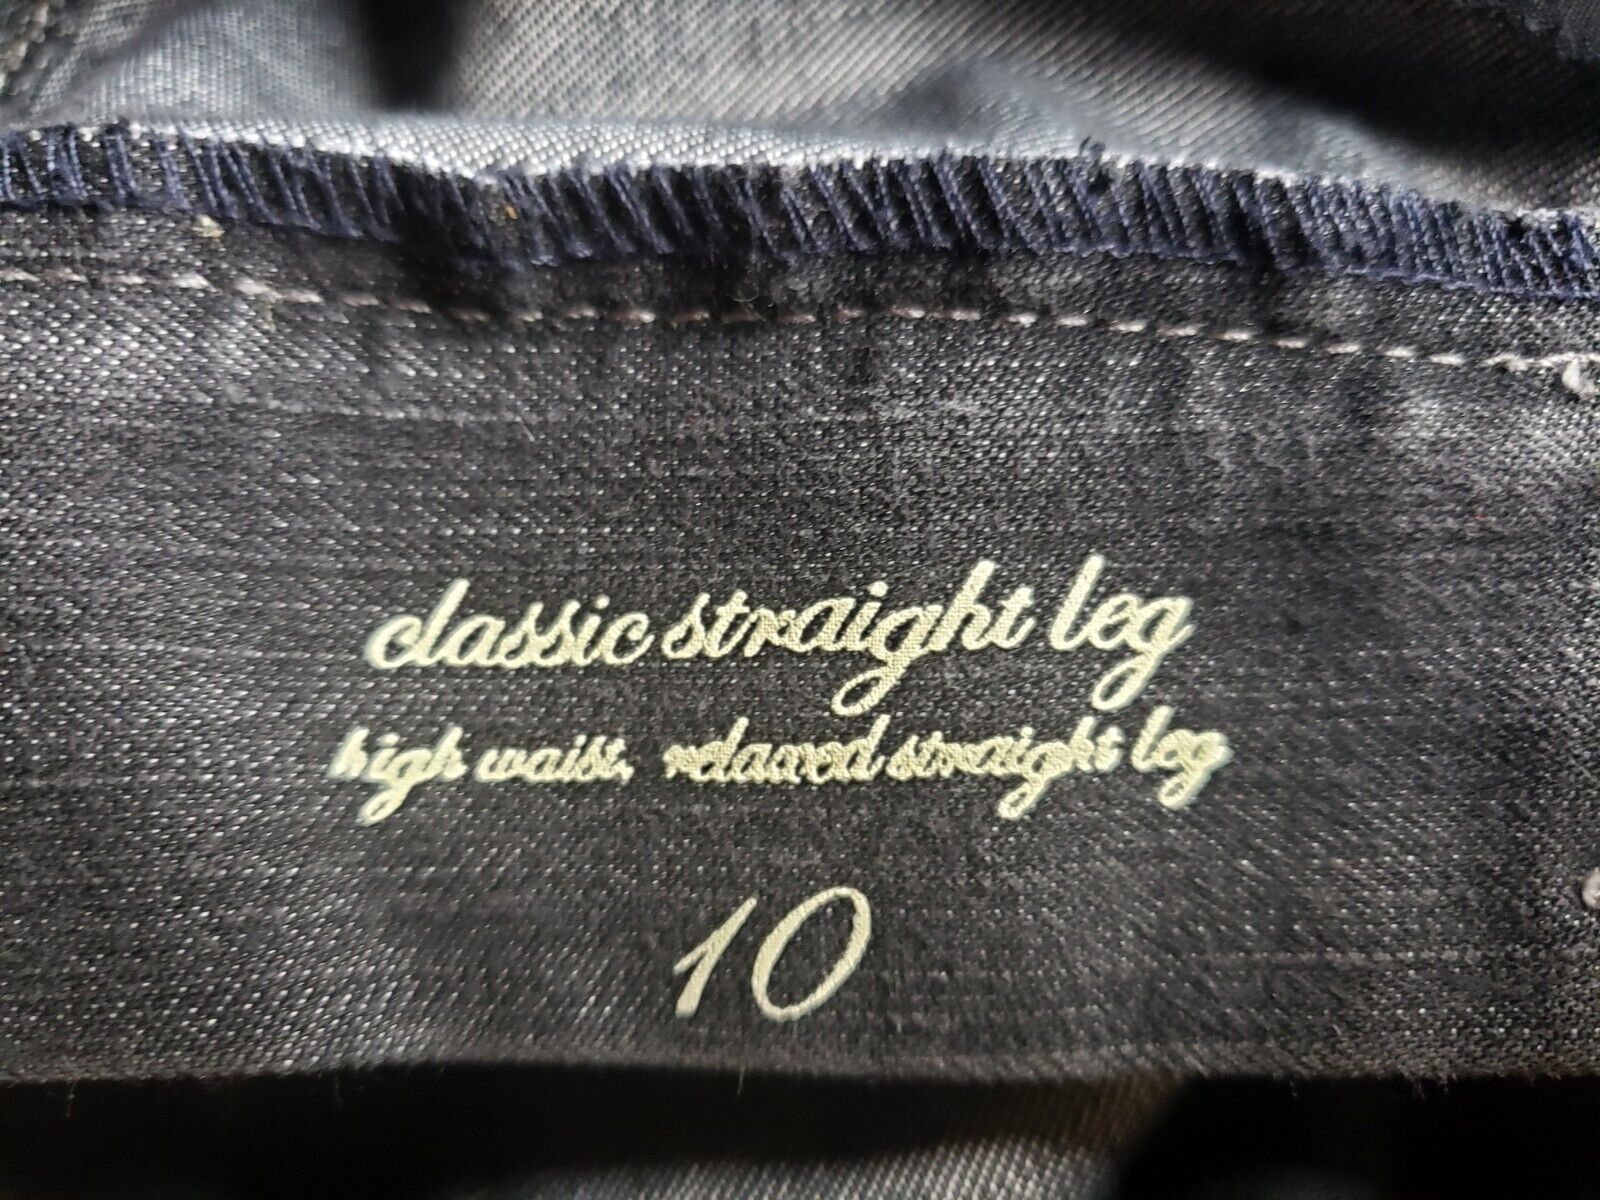 classic straight leg
high waist, relaxed straight leg
10